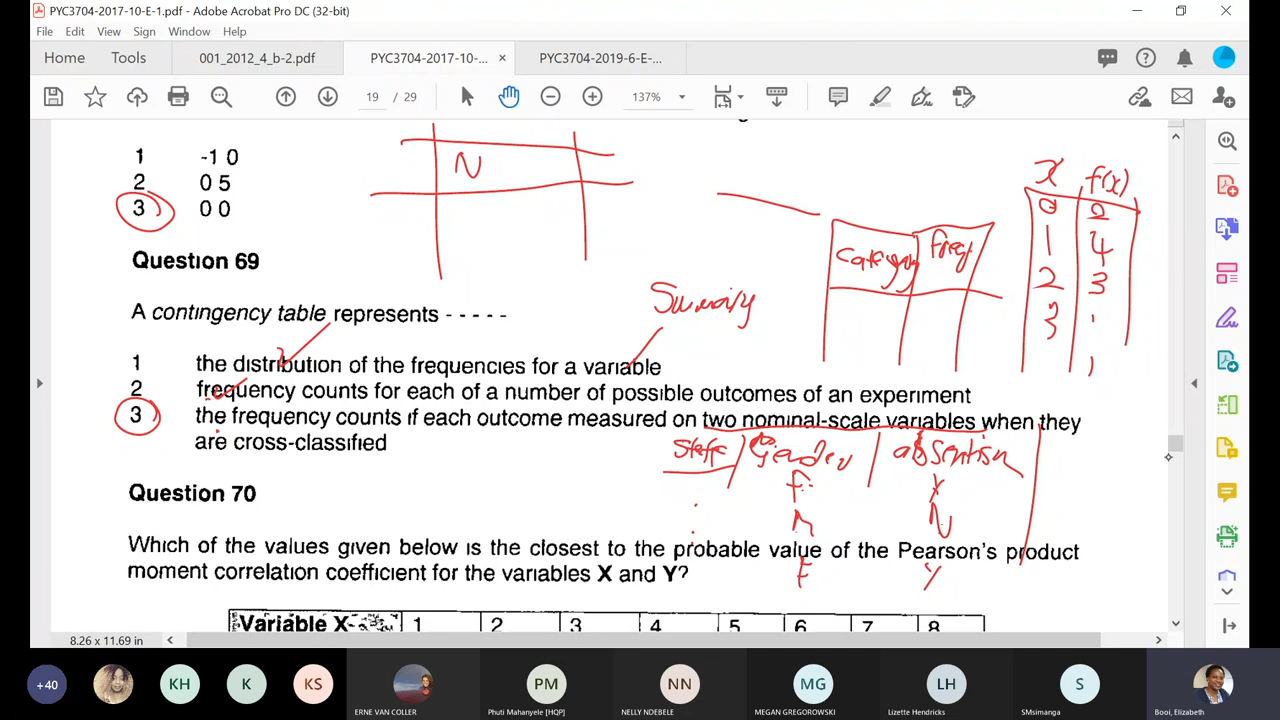 PYC3704-2017-10-E-1.pdf - Adobe Acrobat Pro DC (32-bit)
File Edit View Sign Window Help
Home Tools 001_2012_4_b-2.pdf PYC3704-2017-10-... × PYC3704-2019-6-E-...
19 / 29 137%
1 -1 0
2 0 5
3 0 0
N
x f(x)
0 2
1 4
2 3
3
category freq
Question 69
Summary
A contingency table represents - - - - -
1 the distribution of the frequencies for a variable
2 frequency counts for each of a number of possible outcomes of an experiment
3 the frequency counts if each outcome measured on two nominal-scale variables when they
are cross-classified
Gender
F
M N
F Y
Question 70
Which of the values given below is the closest to the probable value of the Pearson's product
moment correlation coefficient for the variables X and Y?
Variable X 1 2 3 4 5 6 7 8
8.26 x 11.69 in
+40 KH K KS PM NN MG LH S
ERNE VAN COLLER Phuti Mahanyele [HQP] NELLY NDEBELE MEGAN GREGOROWSKI Lizette Hendricks SMsimanga Booi, Elizabeth